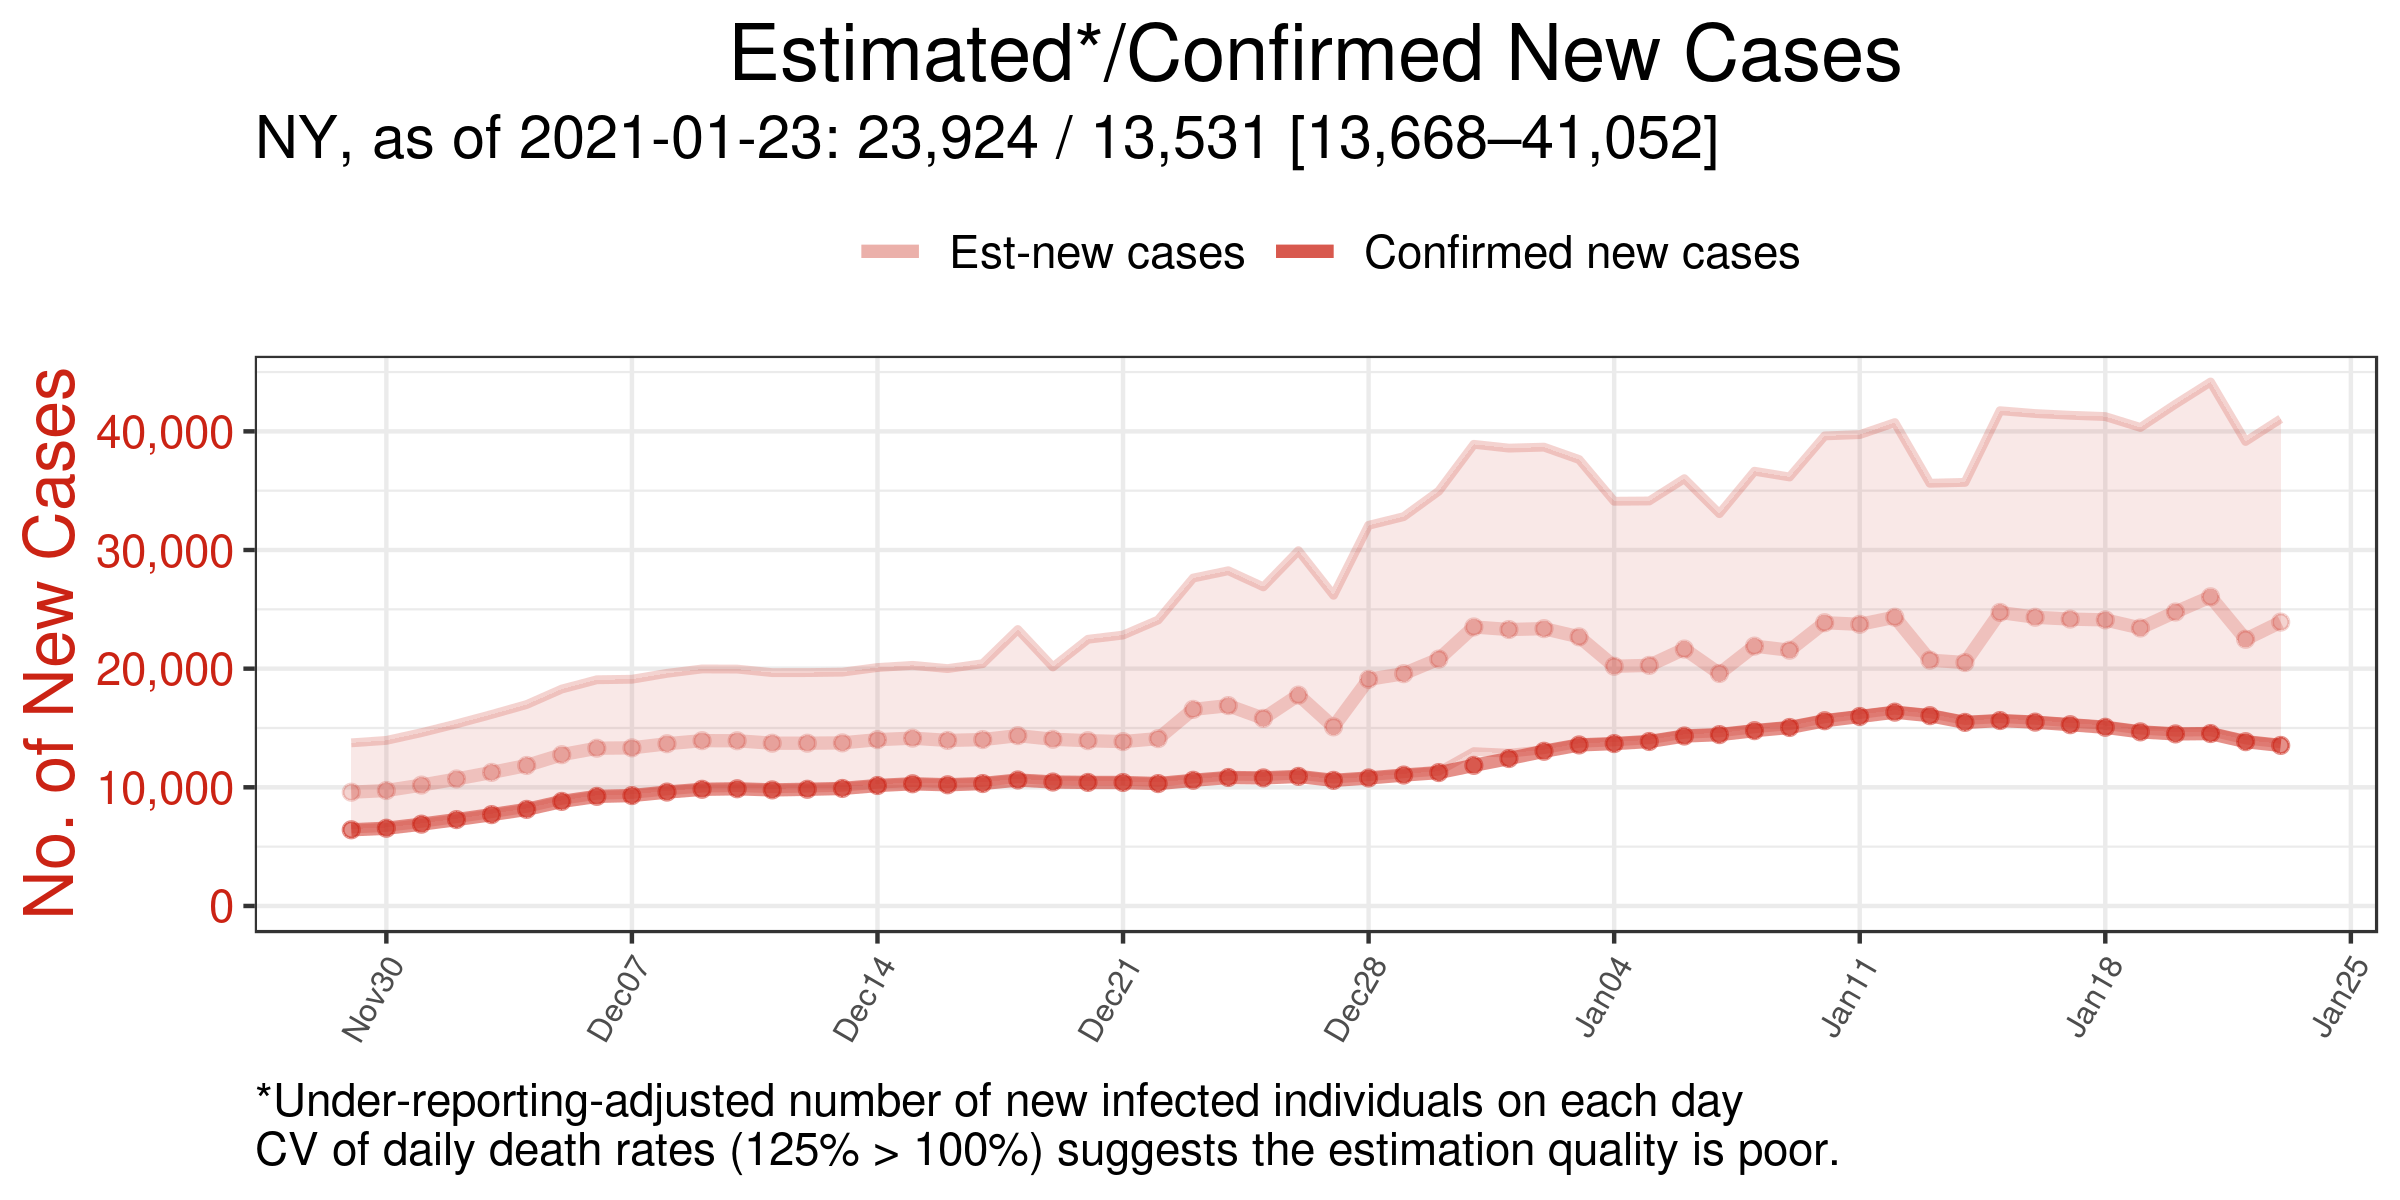 Estimated*/Confirmed New Cases
NY, as of 2021-01-23: 23,924 / 13,531 [13,668–41,052]
Est-new cases
Confirmed new cases
No. of New Cases
40,000
30,000
20,000
10,000
0
Nov30
Dec07
Dec14
Dec21
Dec28
Jan04
Jan11
Jan18
Jan25
*Under-reporting-adjusted number of new infected individuals on each day
CV of daily death rates (125% > 100%) suggests the estimation quality is poor.